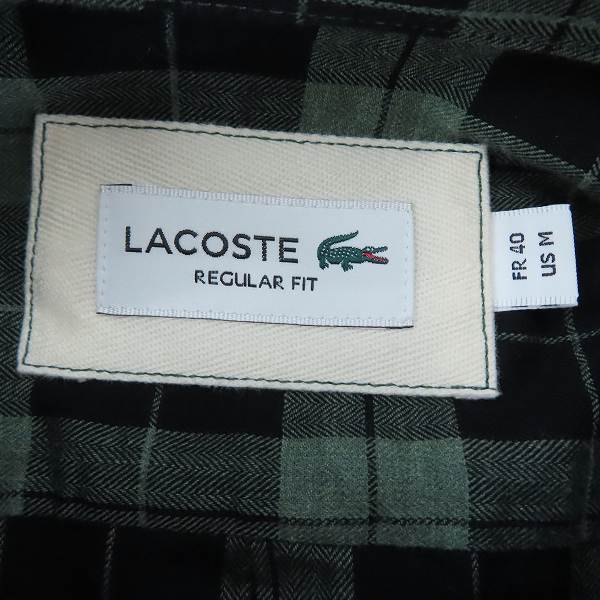 LACOSTE
REGULAR FIT
FR 40
US M